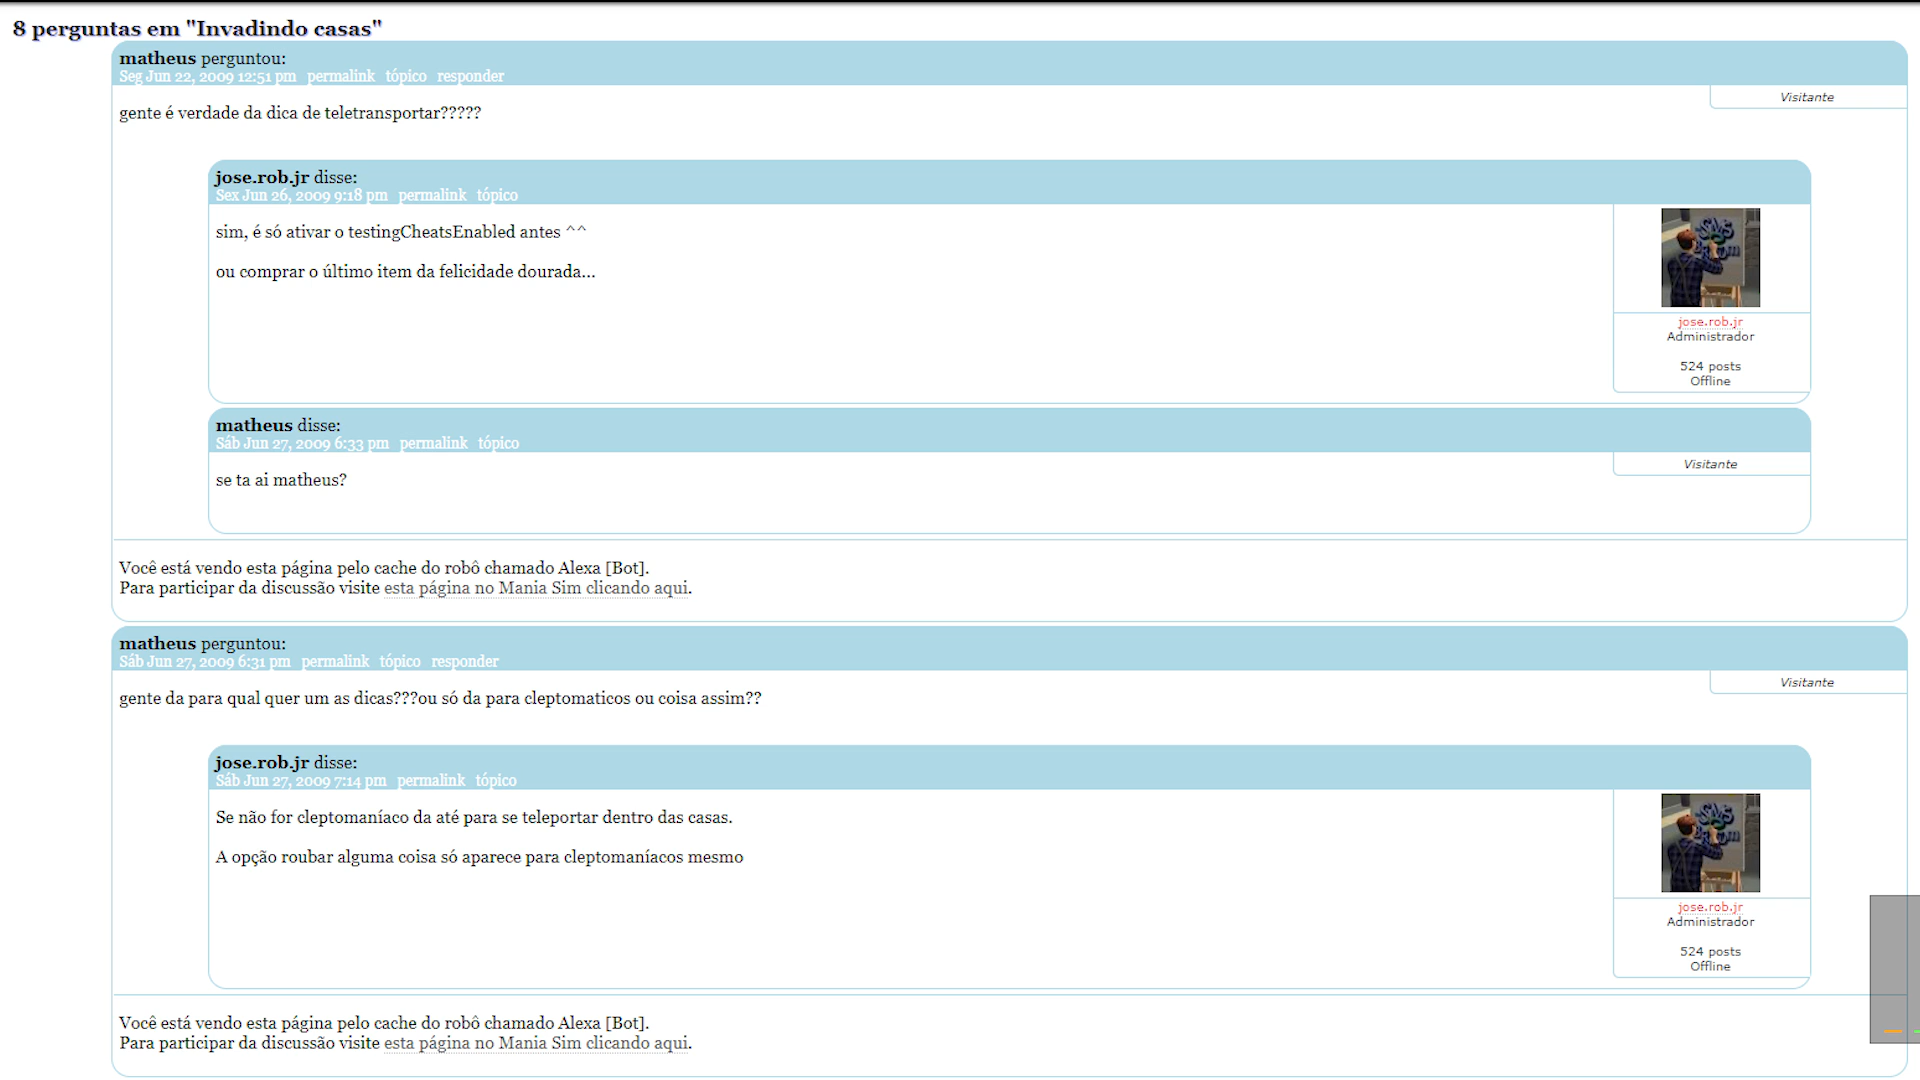 8 perguntas em "Invadindo casas"
matheus perguntou:
Seg Jun 22, 2009 12:51 pm permalink tópico responder
Visitante
gente é verdade da dica de teletransportar?????
jose.rob.jr disse:
Sex Jun 26, 2009 9:18 pm permalink tópico
sim, é só ativar o testingCheatsEnabled antes ^^
ou comprar o último item da felicidade dourada...
jose.rob.jr
Administrador
524 posts
Offline
matheus disse:
Sáb Jun 27, 2009 6:33 pm permalink tópico
Visitante
se ta ai matheus?
Você está vendo esta página pelo cache do robô chamado Alexa [Bot].
Para participar da discussão visite esta página no Mania Sim clicando aqui.
matheus perguntou:
Sáb Jun 27, 2009 6:31 pm permalink tópico responder
Visitante
gente da para qual quer um as dicas???ou só da para cleptomaticos ou coisa assim??
jose.rob.jr disse:
Sáb Jun 27, 2009 7:14 pm permalink tópico
Se não for cleptomaníaco da até para se teleportar dentro das casas.
A opção roubar alguma coisa só aparece para cleptomaníacos mesmo
jose.rob.jr
Administrador
524 posts
Offline
Você está vendo esta página pelo cache do robô chamado Alexa [Bot].
Para participar da discussão visite esta página no Mania Sim clicando aqui.